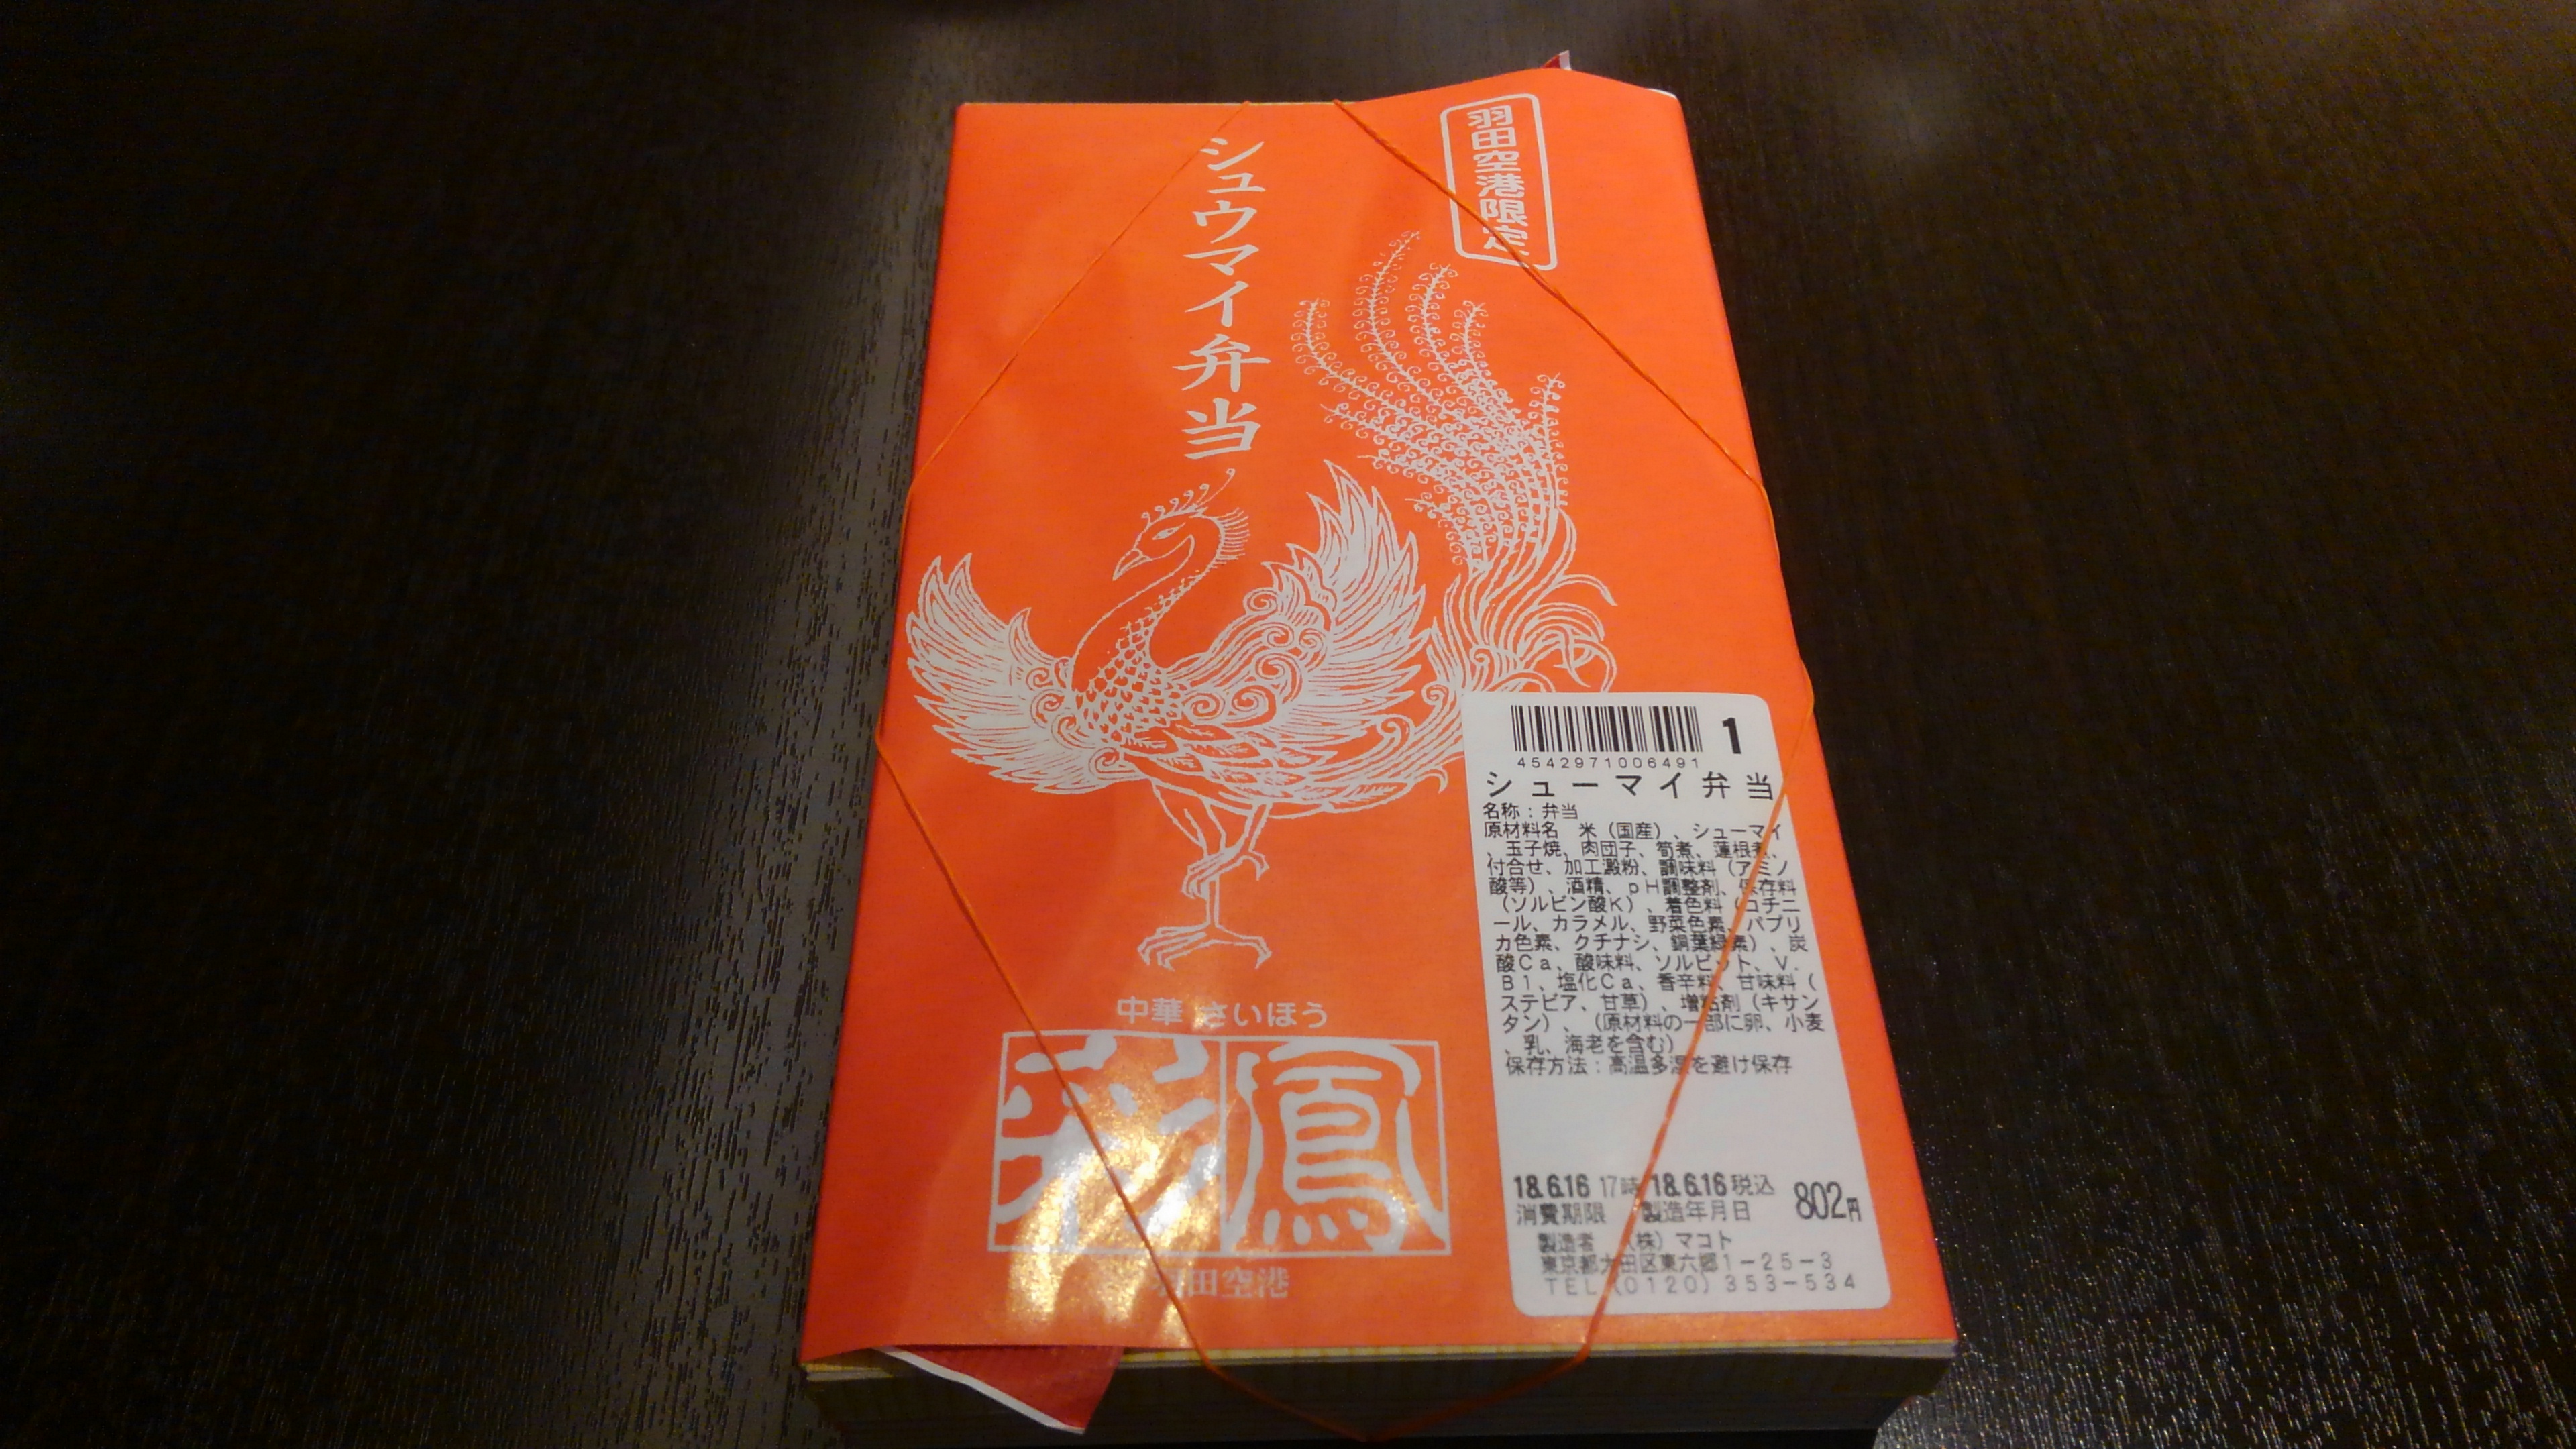 羽田空港限定
シュウマイ弁当
中華 さいほう
彩鳳
羽田空港
1
4542971006491
シューマイ弁当
名称：弁当
原材料名　米（国産）、シューマイ
、玉子焼、肉団子、筍煮、蓮根煮、
付合せ、加工澱粉、調味料（アミノ
酸等）、酒精、pH調整剤、保存料
（ソルビン酸K）、着色料（コチニ
ール、カラメル、野菜色素、パプリ
カ色素、クチナシ、銅葉緑素）、炭
酸Ca、酸味料、ソルビット、V．
B1、塩化Ca、香辛料、甘味料（
ステビア、甘草）、増粘剤（キサン
タン）、（原材料の一部に卵、小麦
、乳、海老を含む）
保存方法：高温多湿を避け保存
18.6.16 17時 18.6.16 税込 802円
消費期限　製造年月日
製造者　（株）マコト
東京都大田区東六郷1－25－3
TEL（0120）353－534